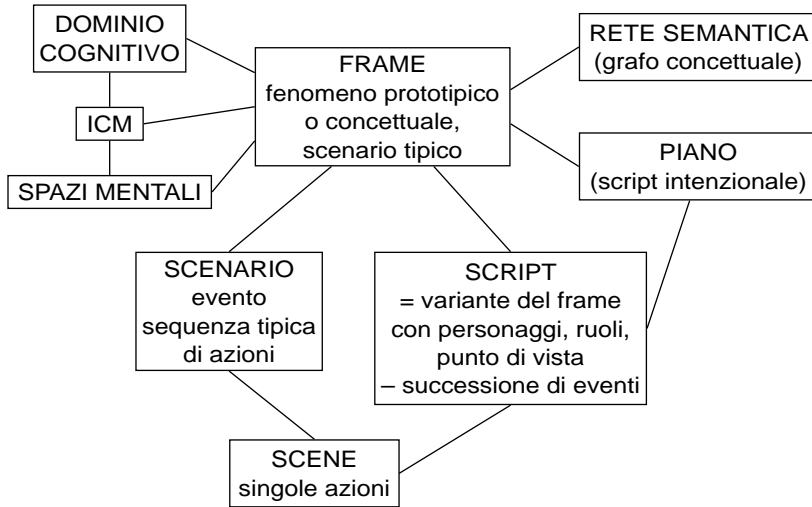 DOMINIO
COGNITIVO
ICM
SPAZI MENTALI
FRAME
fenomeno prototipico
o concettuale,
scenario tipico
RETE SEMANTICA
(grafo concettuale)
PIANO
(script intenzionale)
SCENARIO
evento
sequenza tipica
di azioni
SCRIPT
= variante del frame
con personaggi, ruoli,
punto di vista
– successione di eventi
SCENE
singole azioni